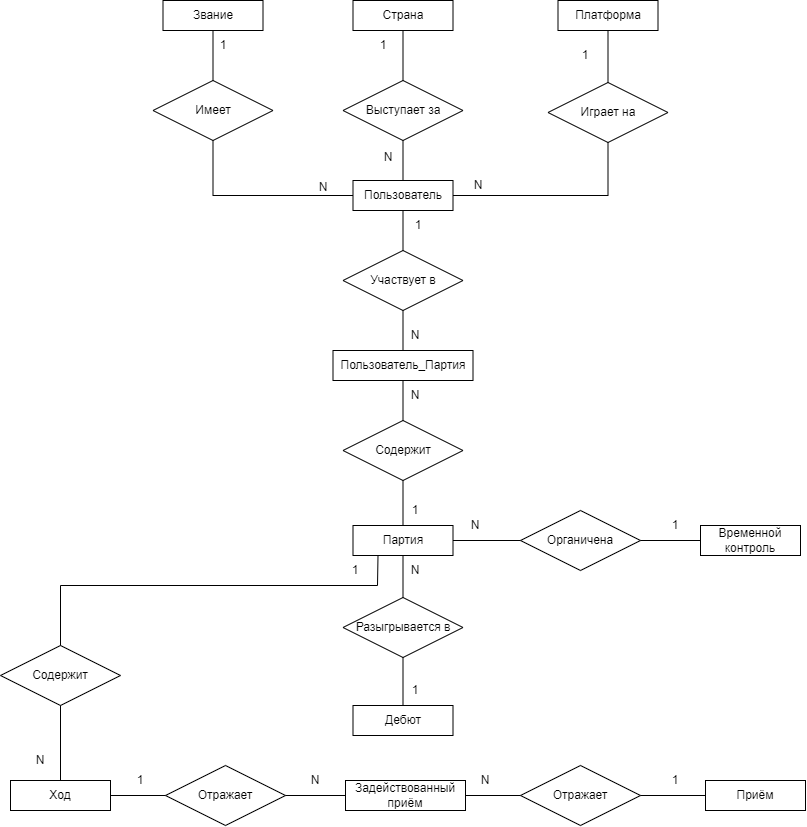 Звание
Страна
Платформа
1
1
1
Имеет
Выступает за
Играет на
N
N
N
Пользователь
1
Участвует в
N
Пользователь_Партия
N
Содержит
1
Партия
N
Органичена
1
Временной
контроль
1
N
Разыгрывается в
Содержит
1
Дебют
N
Ход
1
Отражает
N
Задействованный
приём
N
Отражает
1
Приём